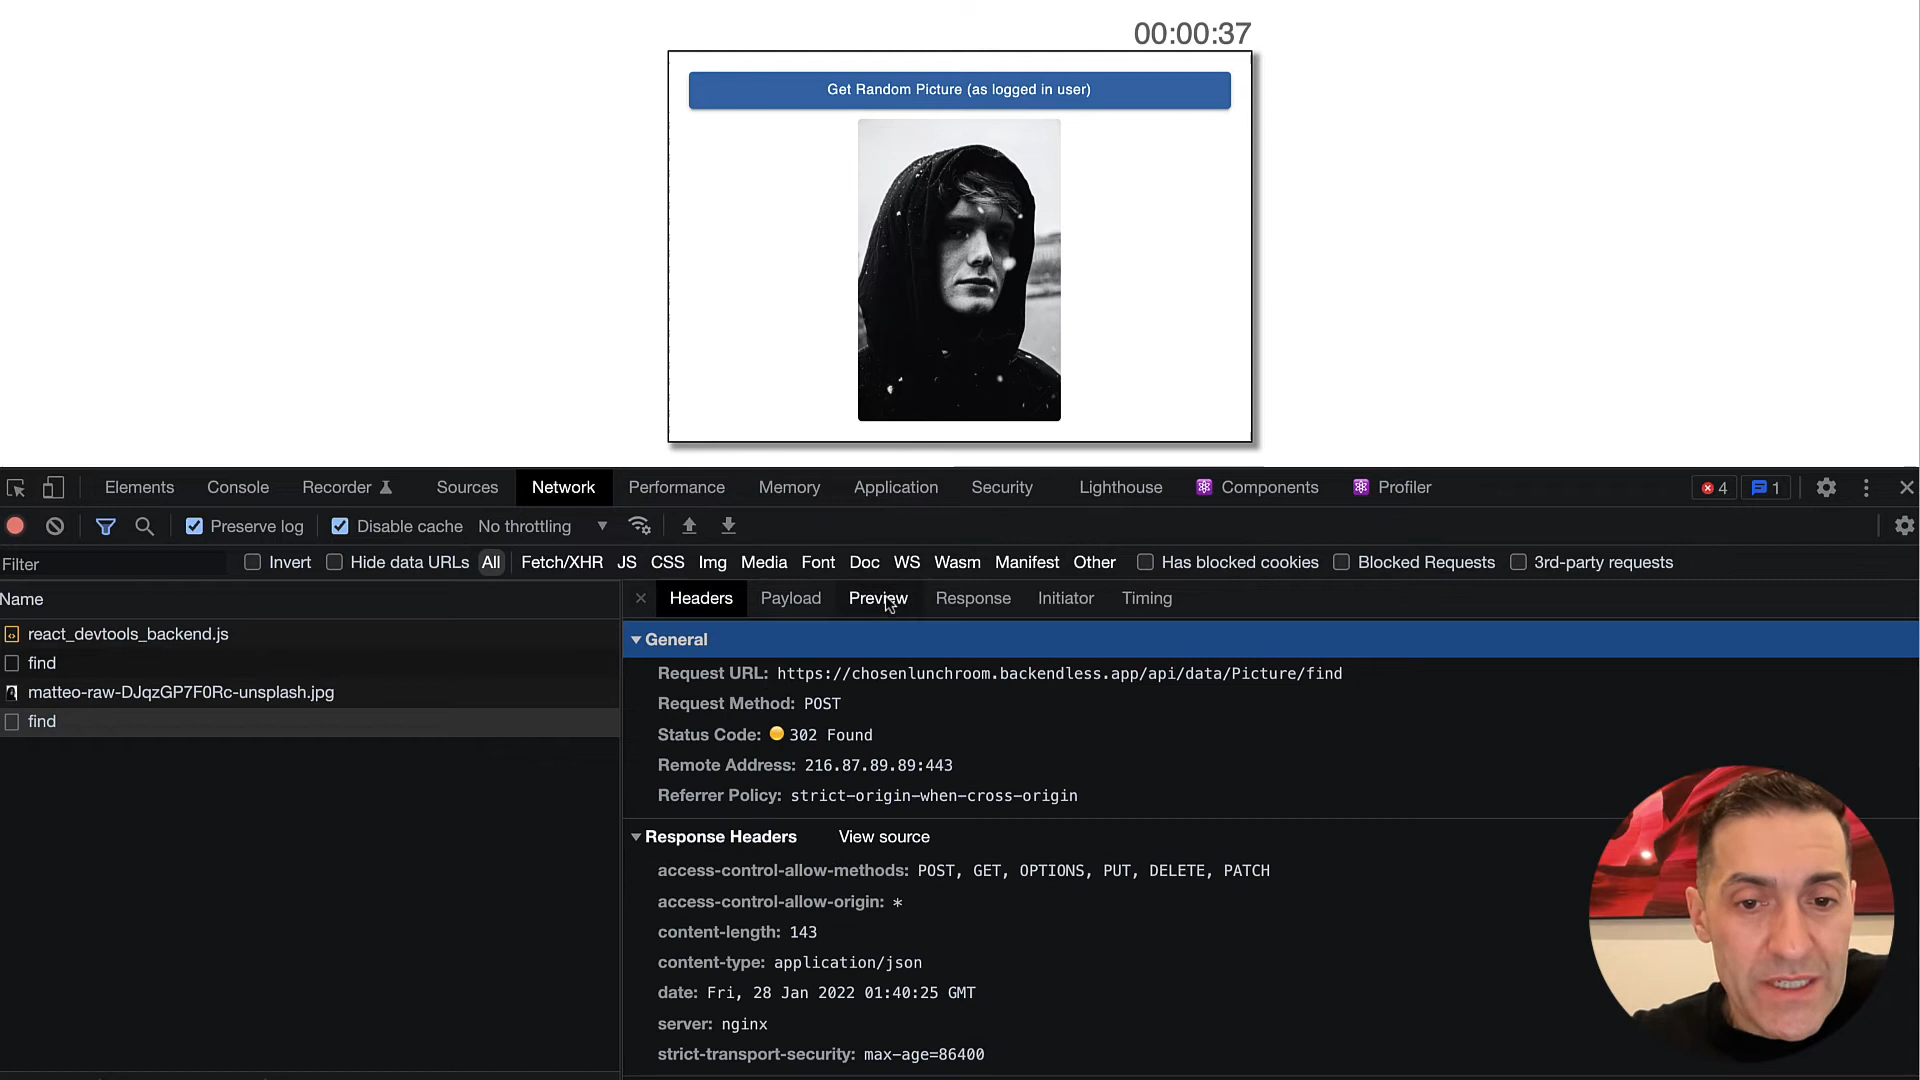 00:00:37
Get Random Picture (as logged in user)
Elements Console Recorder Sources Network Performance Memory Application Security Lighthouse Components Profiler 4 1
Preserve log Disable cache No throttling
Filter Invert Hide data URLs All Fetch/XHR JS CSS Img Media Font Doc WS Wasm Manifest Other Has blocked cookies Blocked Requests 3rd-party requests
Name
react_devtools_backend.js
find
matteo-raw-DJqzGP7F0Rc-unsplash.jpg
find
Headers Payload Preview Response Initiator Timing
General
Request URL: https://chosenlunchroom.backendless.app/api/data/Picture/find
Request Method: POST
Status Code: 302 Found
Remote Address: 216.87.89.89:443
Referrer Policy: strict-origin-when-cross-origin
Response Headers View source
access-control-allow-methods: POST, GET, OPTIONS, PUT, DELETE, PATCH
access-control-allow-origin: *
content-length: 143
content-type: application/json
date: Fri, 28 Jan 2022 01:40:25 GMT
server: nginx
strict-transport-security: max-age=86400